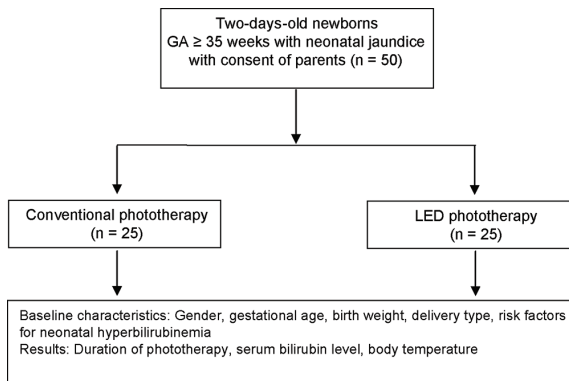 Two-days-old newborns
GA ≥ 35 weeks with neonatal jaundice
with consent of parents (n = 50)
Conventional phototherapy
(n = 25)
LED phototherapy
(n = 25)
Baseline characteristics: Gender, gestational age, birth weight, delivery type, risk factors
for neonatal hyperbilirubinemia
Results: Duration of phototherapy, serum bilirubin level, body temperature